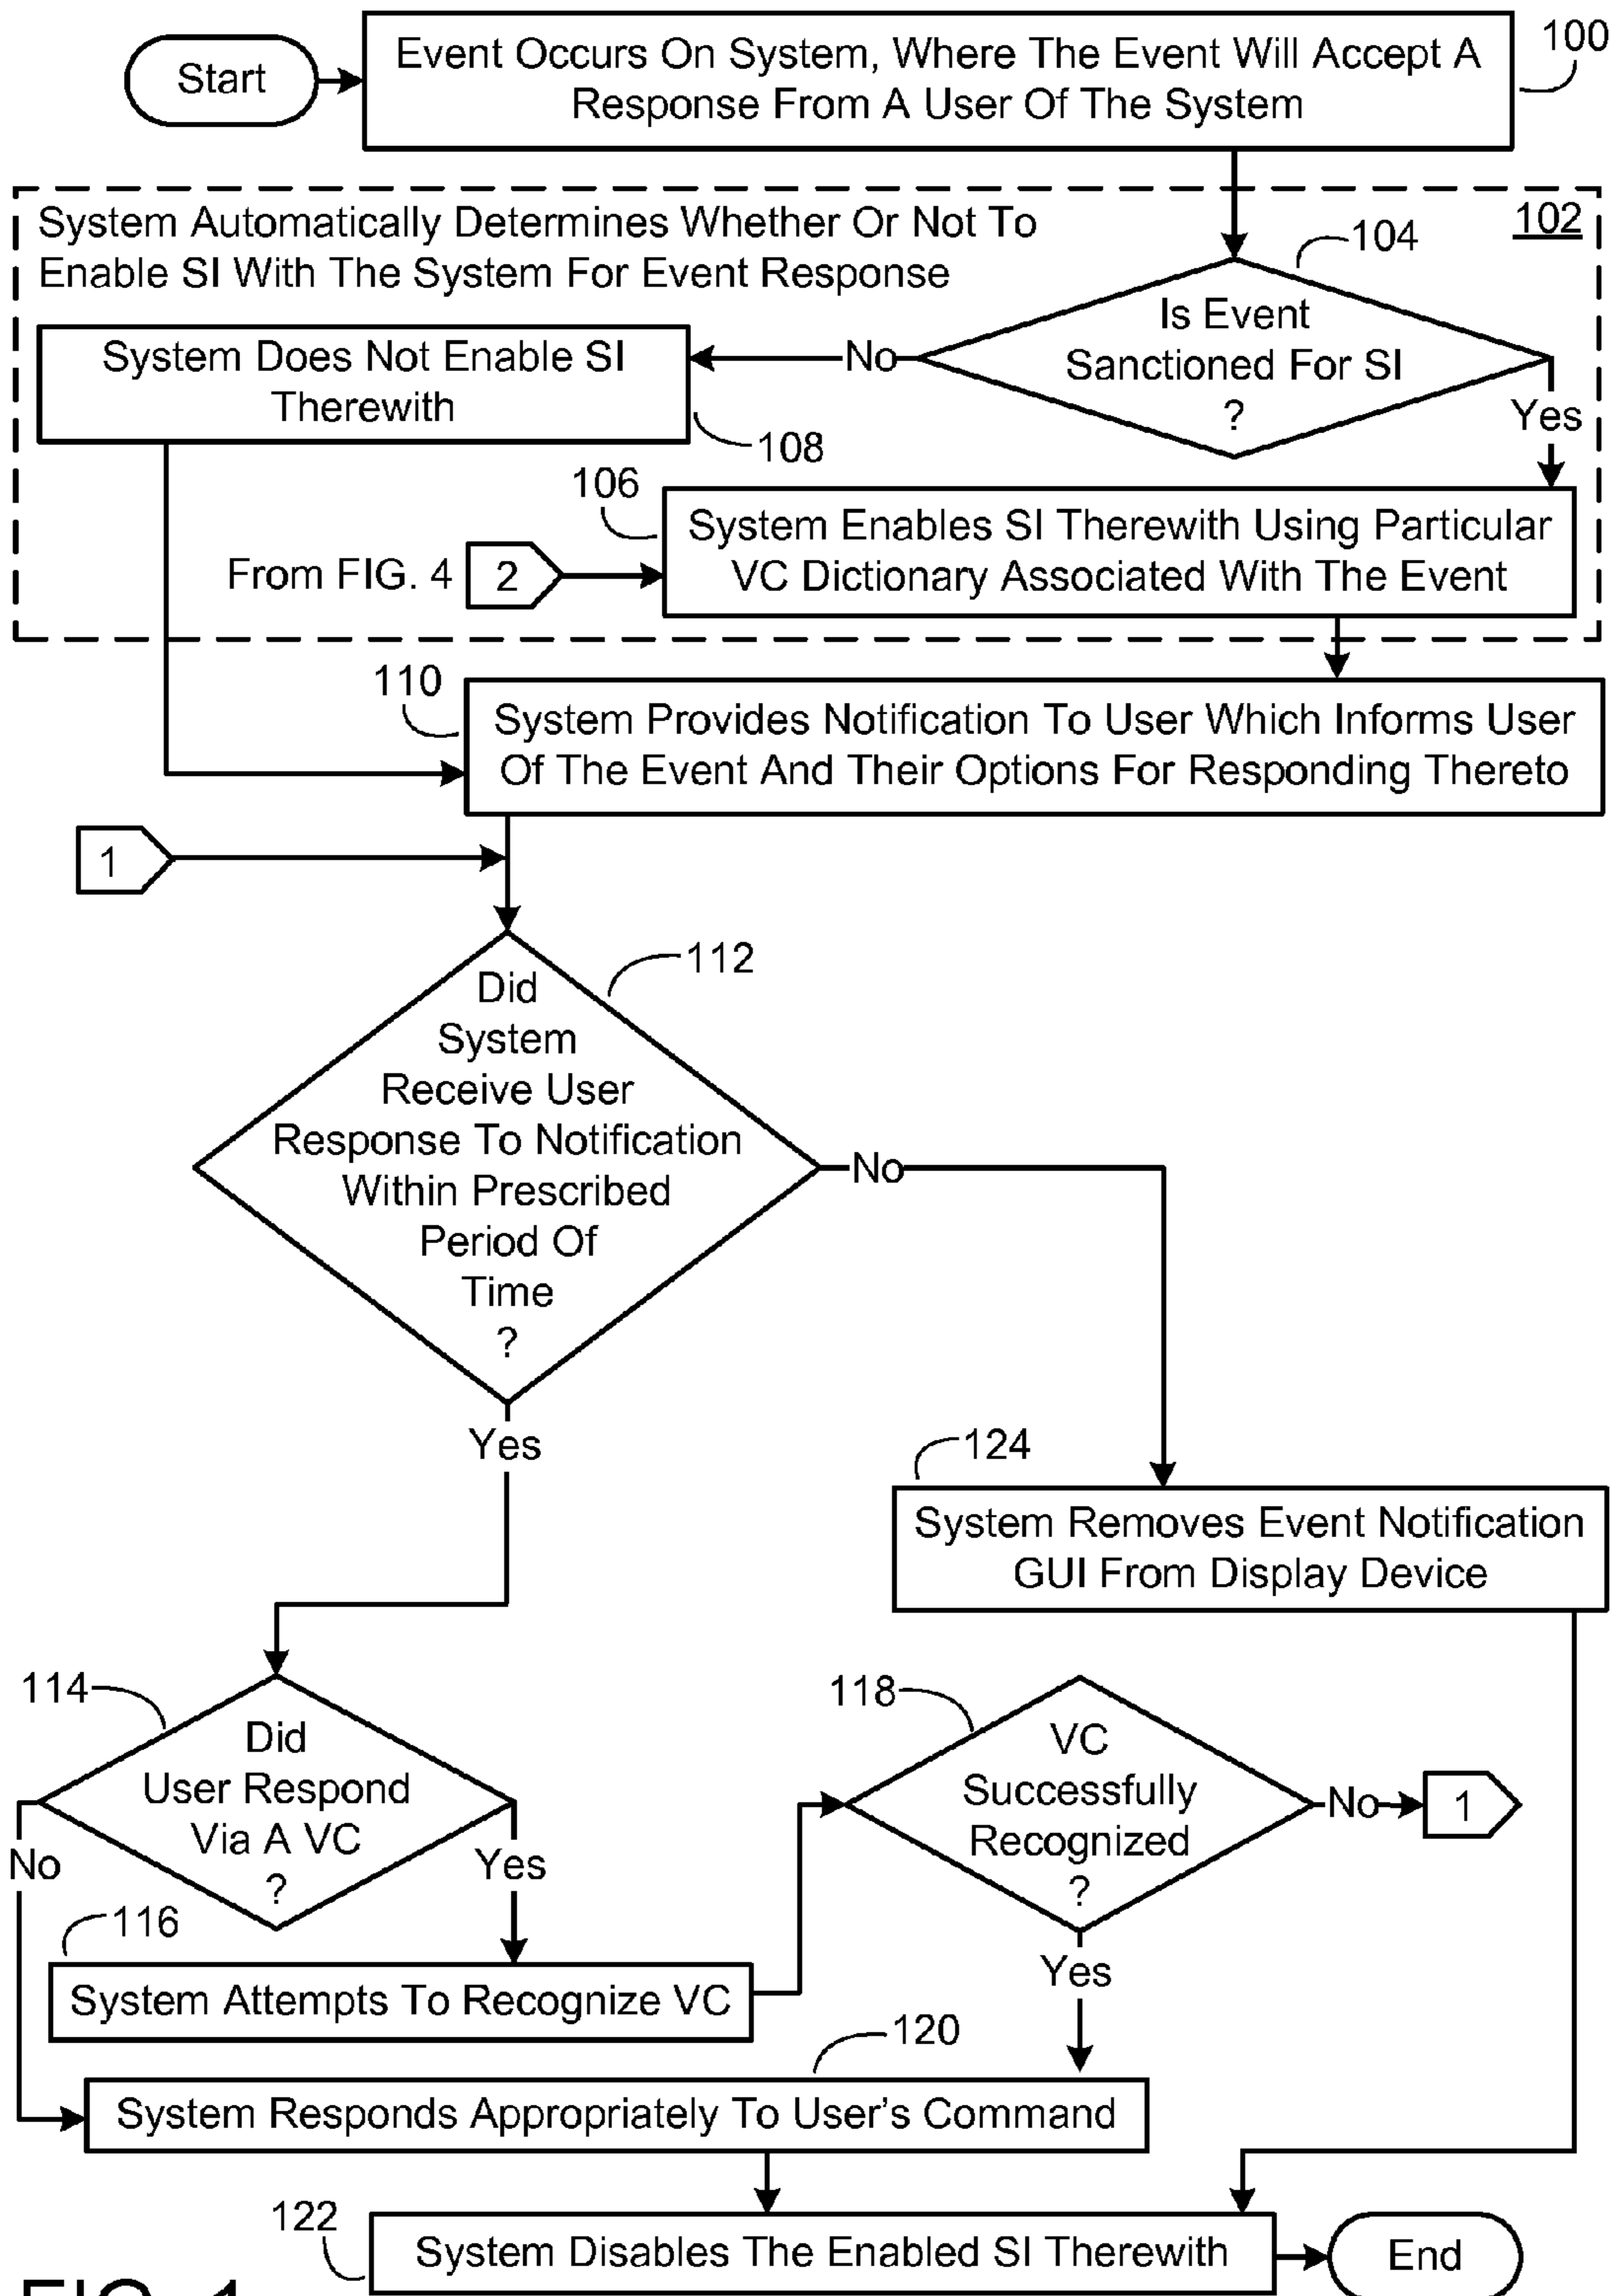 Start
Event Occurs On System, Where The Event Will Accept A
Response From A User Of The System
100
System Automatically Determines Whether Or Not To
Enable SI With The System For Event Response
102
104
Is Event
Sanctioned For SI
?
No
Yes
System Does Not Enable SI
Therewith
108
106
System Enables SI Therewith Using Particular
VC Dictionary Associated With The Event
From FIG. 4
2
110
System Provides Notification To User Which Informs User
Of The Event And Their Options For Responding Thereto
1
112
Did
System
Receive User
Response To Notification
Within Prescribed
Period Of
Time
?
No
Yes
124
System Removes Event Notification
GUI From Display Device
114
Did
User Respond
Via A VC
?
No
Yes
118
VC
Successfully
Recognized
?
No
1
Yes
116
System Attempts To Recognize VC
120
System Responds Appropriately To User's Command
122
System Disables The Enabled SI Therewith
End
FIG. 1